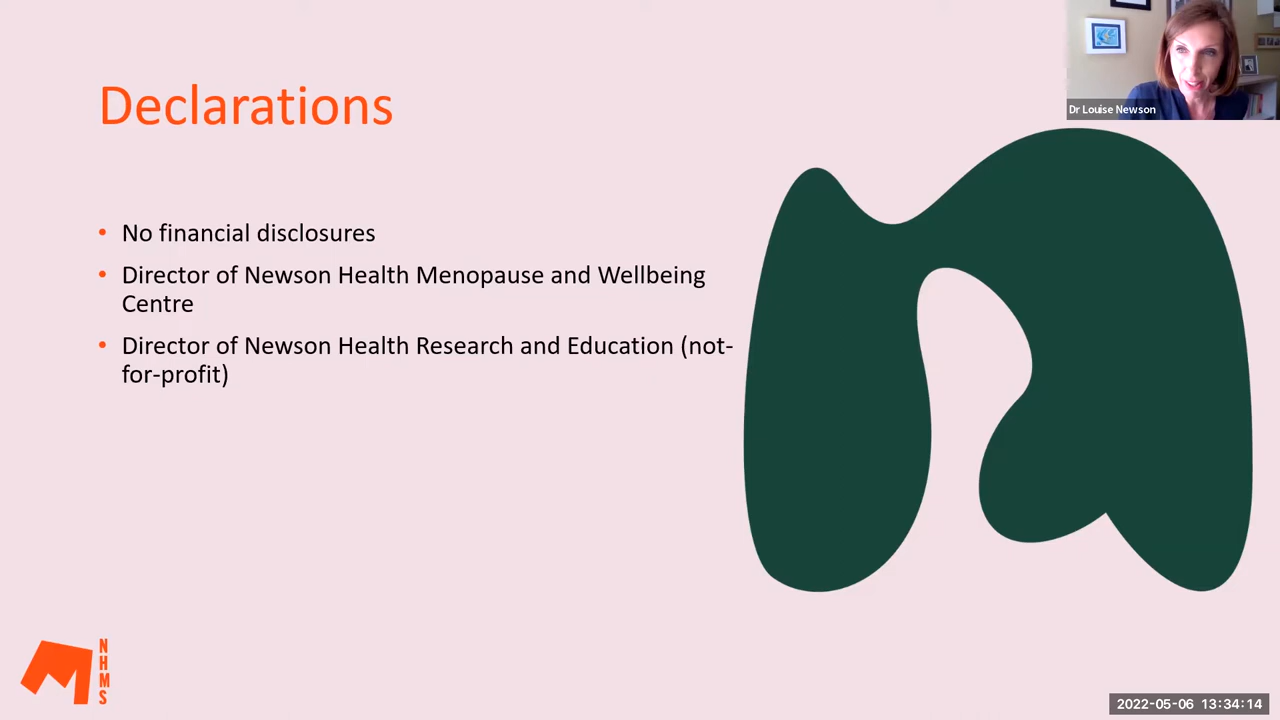 Dr Louise Newson
Declarations
• No financial disclosures
• Director of Newson Health Menopause and Wellbeing
Centre
• Director of Newson Health Research and Education (not-
for-profit)
NHMS
2022-05-06 13:34:14